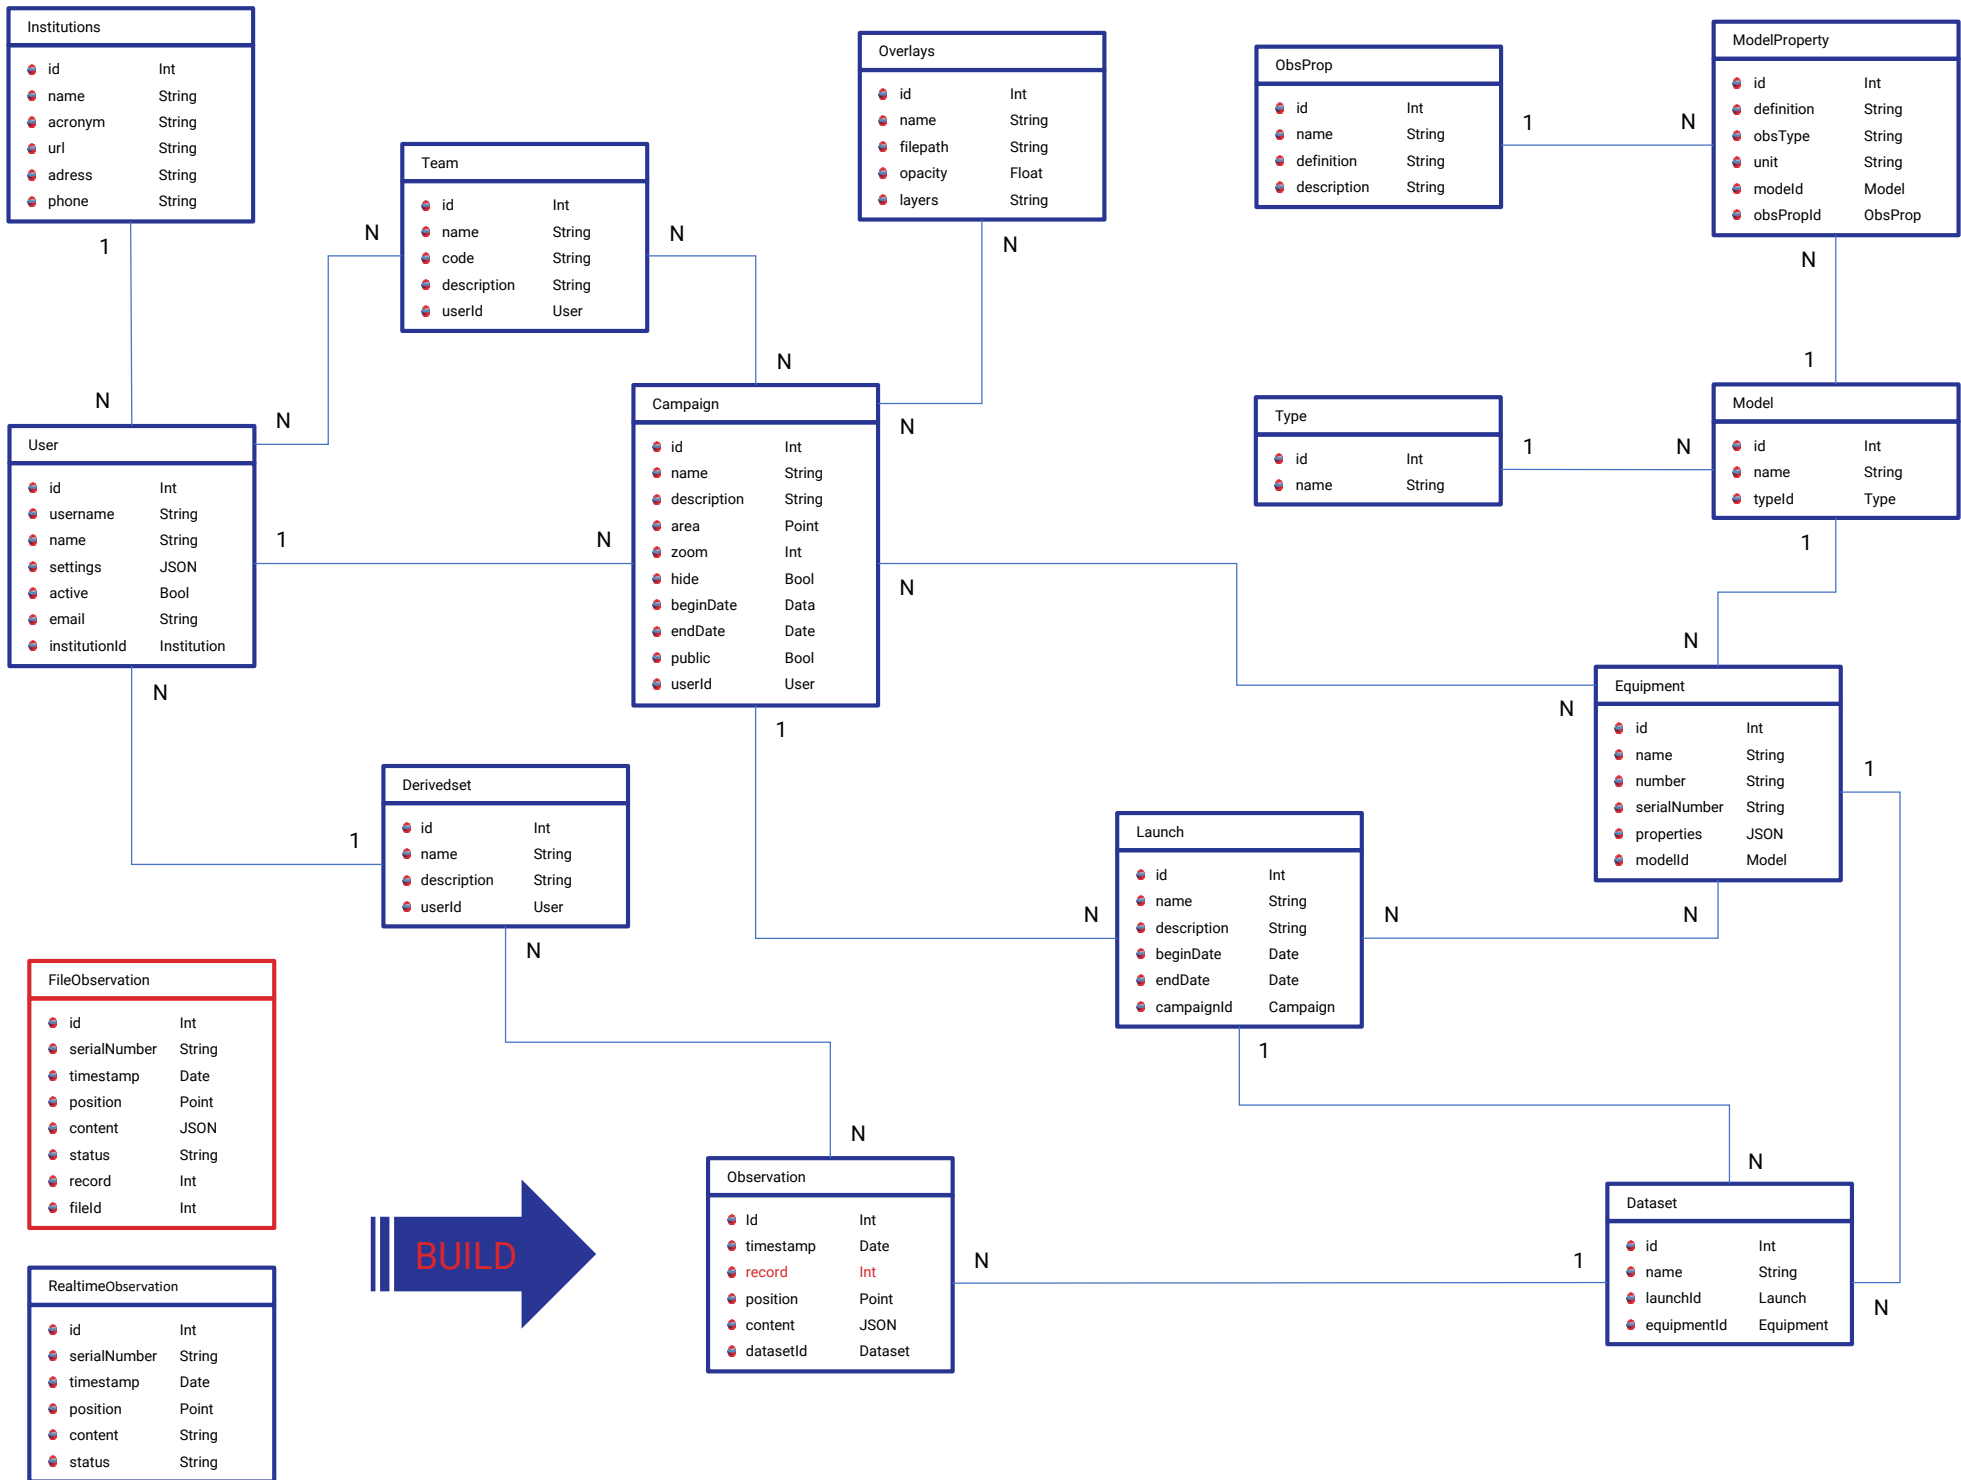 Institutions
id Int
name String
acronym String
url String
adress String
phone String
1
N
Team
id Int
name String
code String
description String
userId User
N
N
N
N
Overlays
id Int
name String
filepath String
opacity Float
layers String
N
N
ObsProp
id Int
name String
definition String
description String
1
N
ModelProperty
id Int
definition String
obsType String
unit String
modeId Model
obsPropId ObsProp
N
1
User
id Int
username String
name String
settings JSON
active Bool
email String
institutionId Institution
1
N
N
1
Campaign
id Int
name String
description String
area Point
zoom Int
hide Bool
beginDate Data
endDate Date
public Bool
userId User
N
N
1
N
Type
id Int
name String
1
N
Model
id Int
name String
typeId Type
1
N
Equipment
id Int
name String
number String
serialNumber String
properties JSON
modelId Model
1
N
N
Derivedset
id Int
name String
description String
userId User
N
N
Launch
id Int
name String
description String
beginDate Date
endDate Date
campaignId Campaign
1
N
FileObservation
id Int
serialNumber String
timestamp Date
position Point
content JSON
status String
record Int
fileId Int
BUILD
Observation
Id Int
timestamp Date
record Int
position Point
content JSON
datasetId Dataset
N
1
Dataset
id Int
name String
launchId Launch
equipmentId Equipment
N
RealtimeObservation
id Int
serialNumber String
timestamp Date
position Point
content String
status String